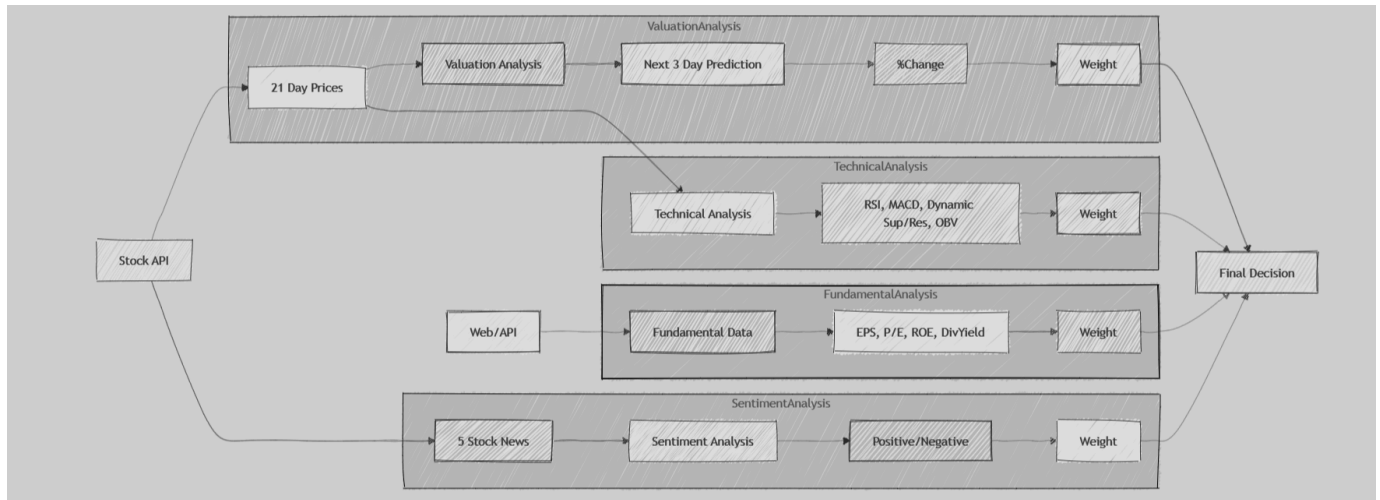 ValuationAnalysis
21 Day Prices
Valuation Analysis
Next 3 Day Prediction
%Change
Weight
TechnicalAnalysis
Technical Analysis
RSI, MACD, Dynamic
Sup/Res, OBV
Weight
Stock API
Final Decision
FundamentalAnalysis
Web/API
Fundamental Data
EPS, P/E, ROE, DivYield
Weight
SentimentAnalysis
5 Stock News
Sentiment Analysis
Positive/Negative
Weight